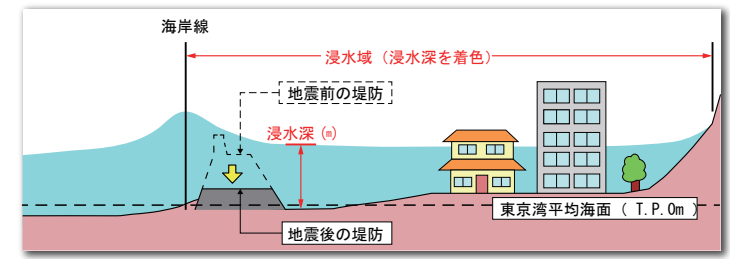 海岸線
浸水域（浸水深を着色）
地震前の堤防
浸水深(m)
東京湾平均海面（T.P.0m）
地震後の堤防